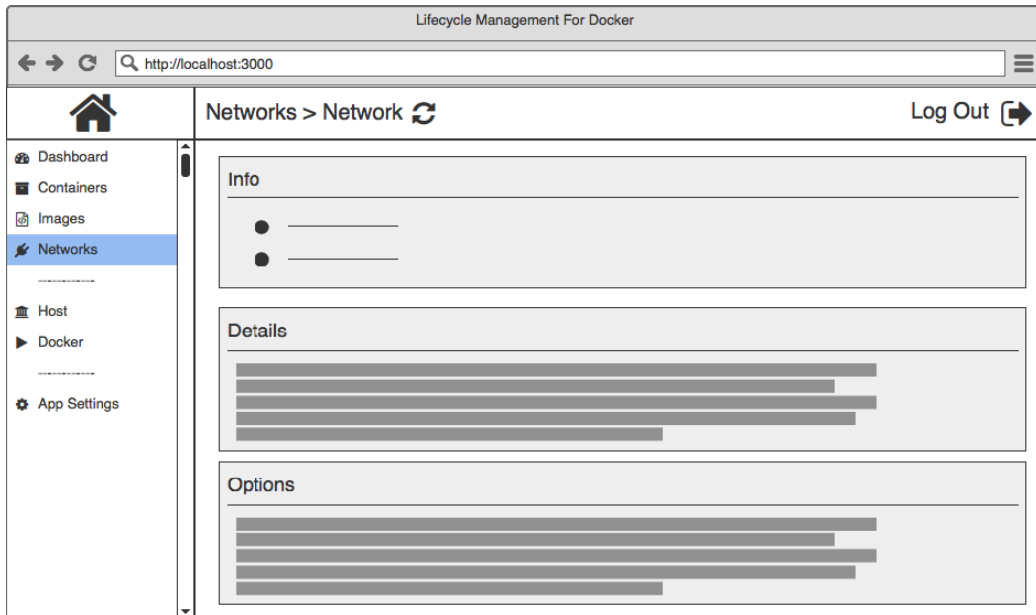 Lifecycle Management For Docker
http://localhost:3000
Networks > Network
Log Out
Dashboard
Containers
Images
Networks
Host
Docker
App Settings
Info
Details
Options